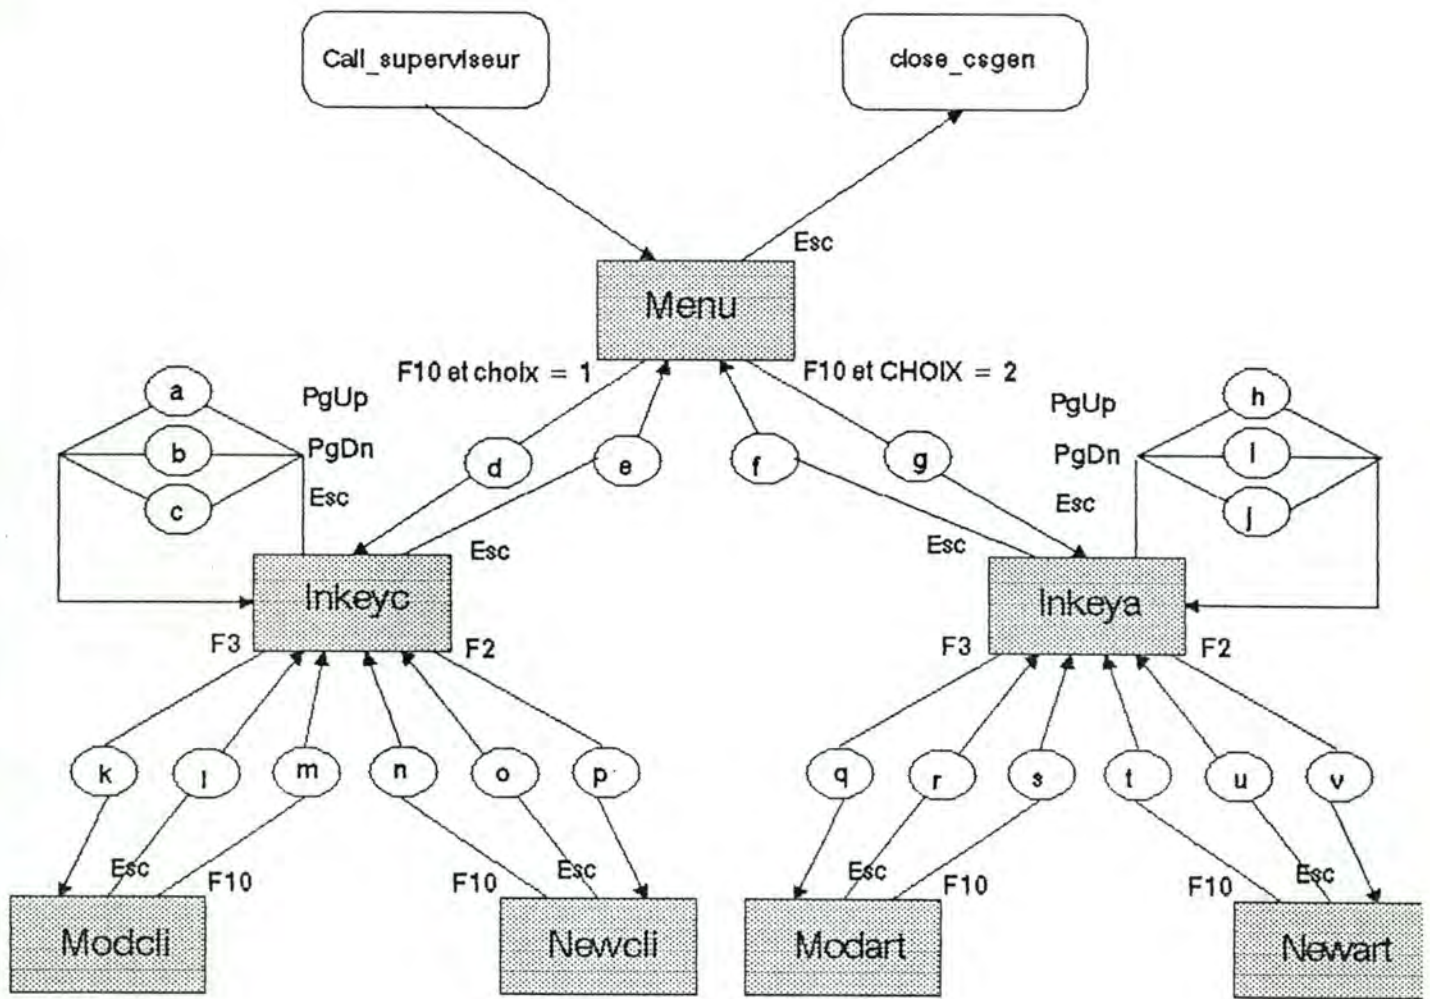 Call_superviseur
close_csgen
Esc
Menu
F10 et choix = 1
F10 et CHOIX = 2
a
PgUp
b
PgDn
c
Esc
d
e
f
g
PgUp
h
PgDn
i
Esc
j
Esc
Esc
Inkeyc
Inkeya
F3
F2
F3
F2
k
l
m
n
o
p
q
r
s
t
u
v
Esc
F10
F10
Esc
Esc
F10
F10
Esc
Modcli
Newcli
Modart
Newart